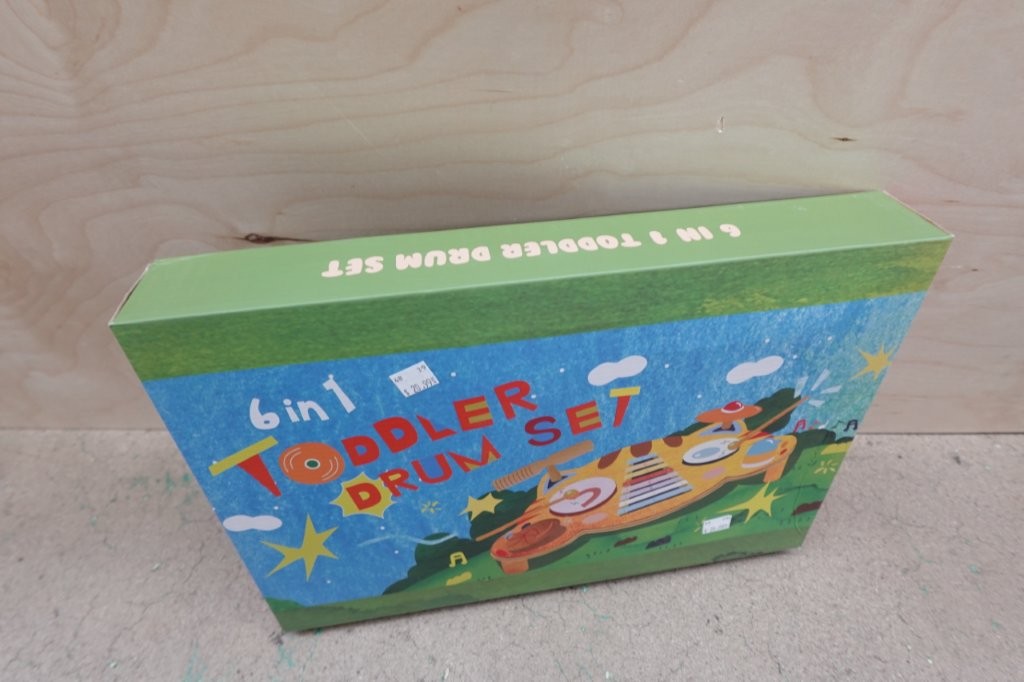 6 IN 1 TODDLER DRUM SET
6 in 1
TODDLER
DRUM SET